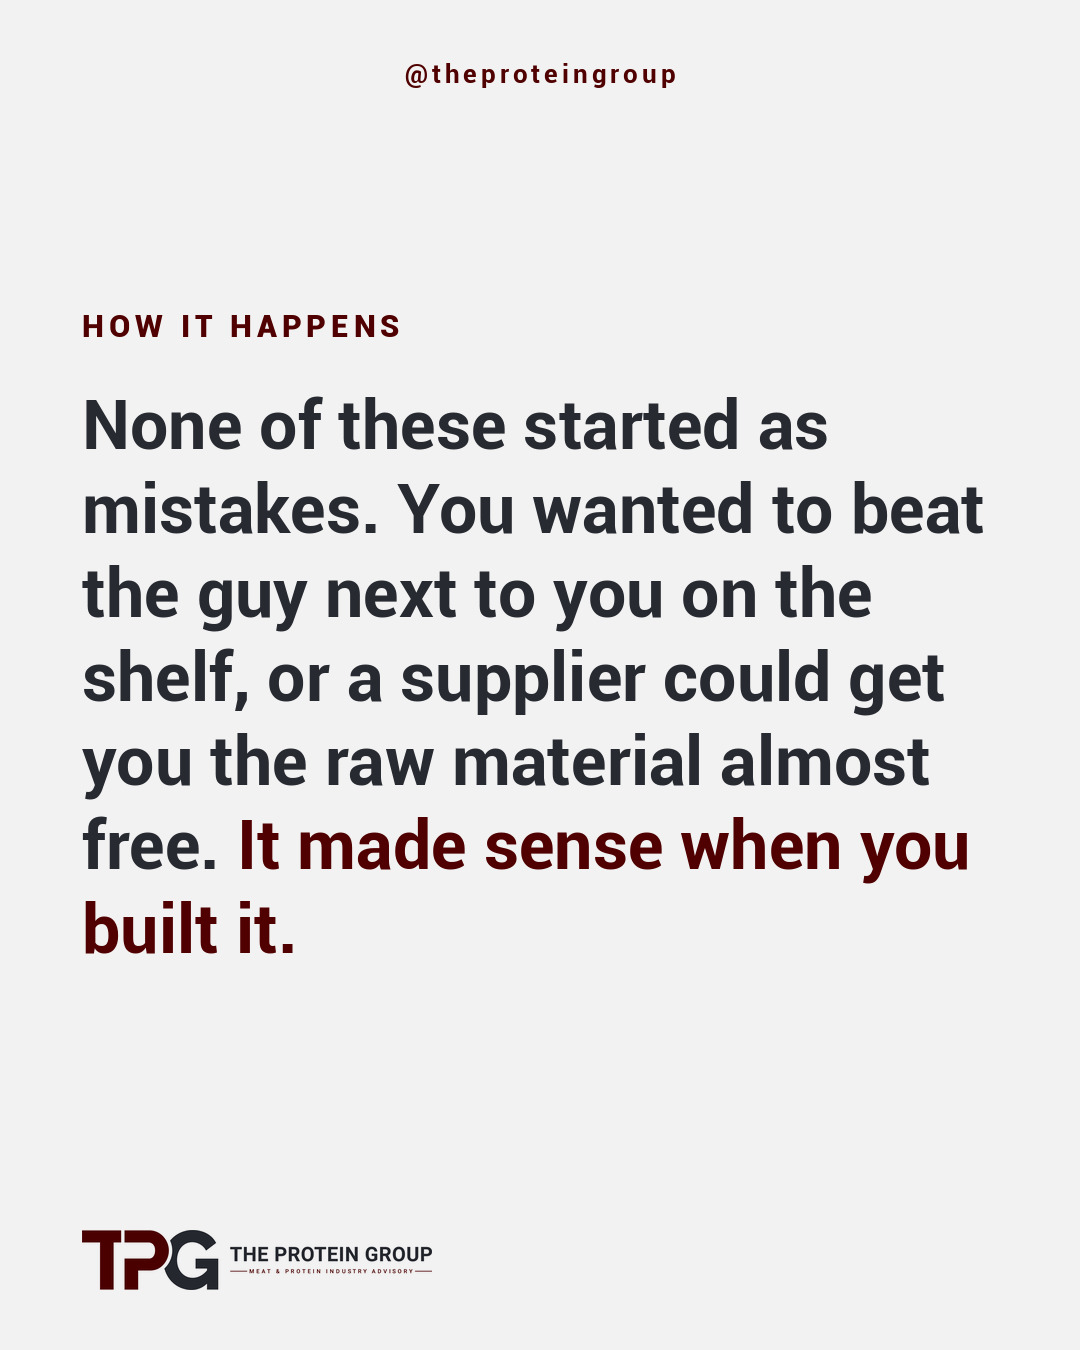 @theproteingroup
HOW IT HAPPENS
None of these started as
mistakes. You wanted to beat
the guy next to you on the
shelf, or a supplier could get
you the raw material almost
free. It made sense when you
built it.
TPG
THE PROTEIN GROUP
MEAT & PROTEIN INDUSTRY ADVISORY